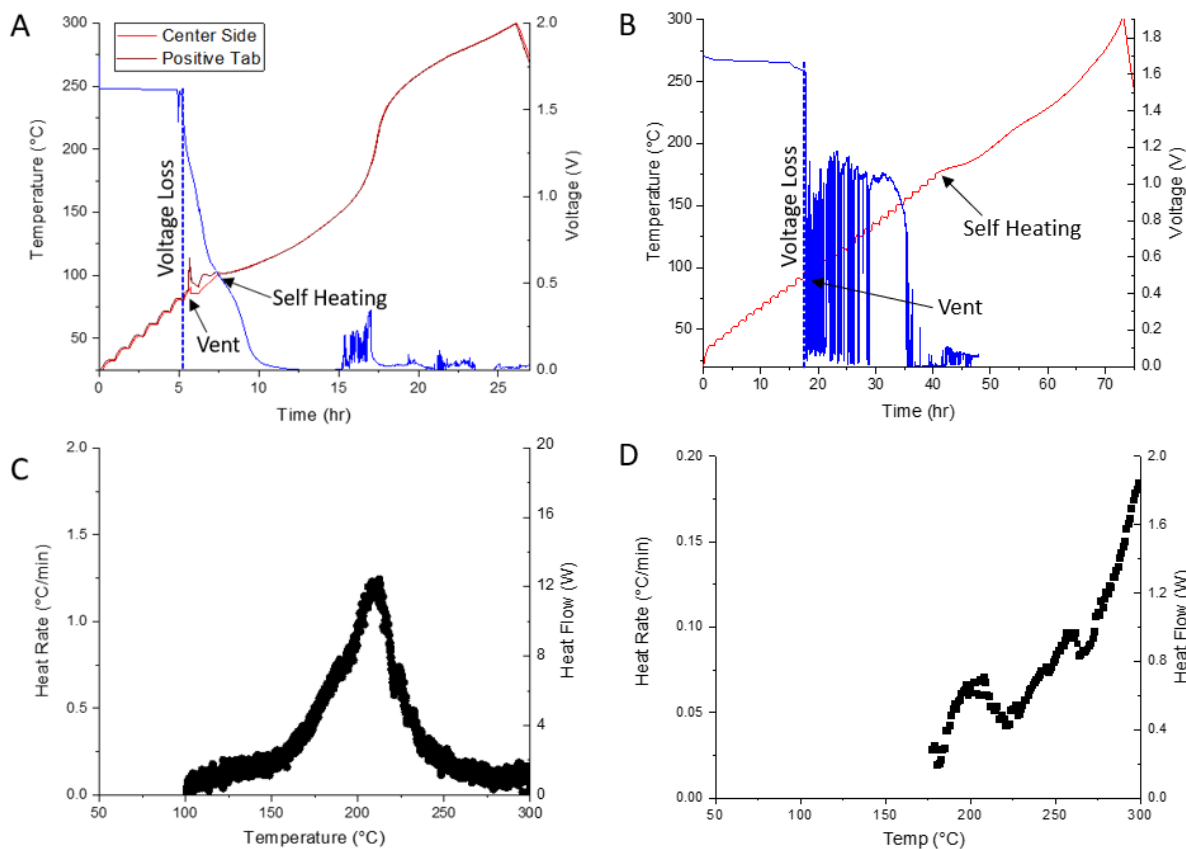 A
Center Side
Positive Tab
Voltage Loss
Vent
Self Heating
Temperature (°C)
300
250
200
150
100
50
Voltage (V)
2.0
1.5
1.0
0.5
0.0
0 5 10 15 20 25
Time (hr)
B
Voltage Loss
Self Heating
Vent
Temperature (°C)
300
250
200
150
100
50
Voltage (V)
1.8
1.6
1.4
1.2
1.0
0.8
0.6
0.4
0.2
0.0
0 10 20 30 40 50 60 70
Time (hr)
C
Heat Rate (°C/min)
2.0
1.5
1.0
0.5
0.0
Heat Flow (W)
20
16
12
8
4
0
50 100 150 200 250 300
Temperature (°C)
D
Heat Rate (°C/min)
0.20
0.15
0.10
0.05
0.00
Heat Flow (W)
2.0
1.6
1.2
0.8
0.4
0.0
50 100 150 200 250 300
Temp (°C)